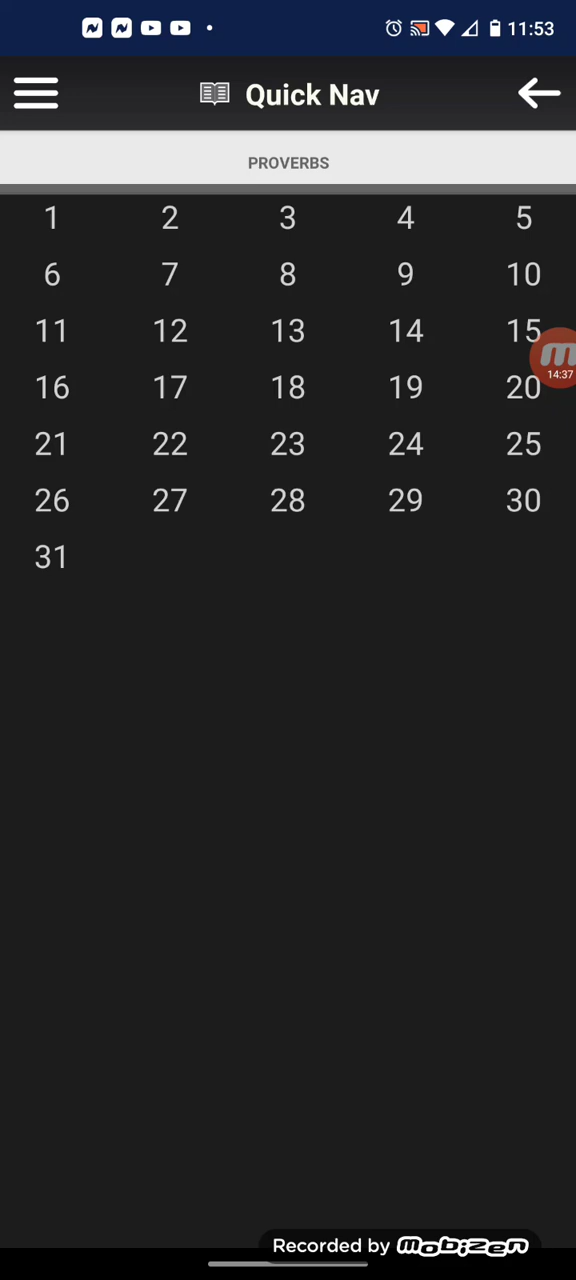 11:53
Quick Nav
PROVERBS
1 2 3 4 5
6 7 8 9 10
11 12 13 14 15
14:37
16 17 18 19 20
21 22 23 24 25
26 27 28 29 30
31
Recorded by mobizen